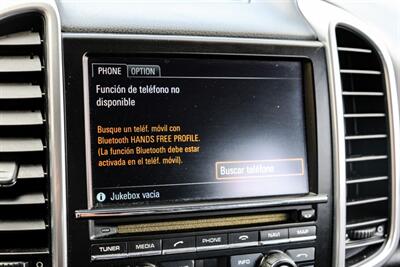 PHONE OPTION
Función de teléfono no
disponible
Busque un teléf. móvil con
Bluetooth HANDS FREE PROFILE.
(La función Bluetooth debe estar
activada en el teléf. móvil).
Buscar teléfono
Jukebox vacía
TUNER MEDIA PHONE NAVI MAP
INFO